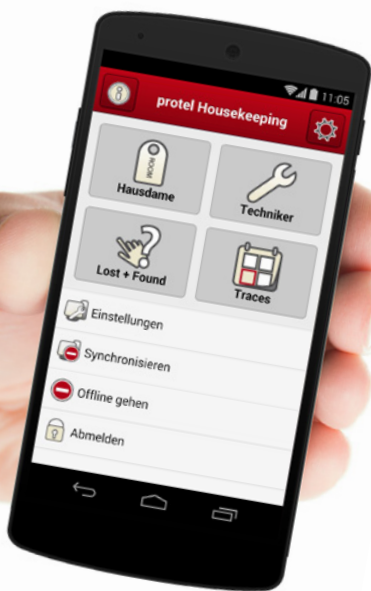 11:05
protel Housekeeping
ROOM
Hausdame
Techniker
Lost + Found
Traces
Einstellungen
Synchronisieren
Offline gehen
Abmelden